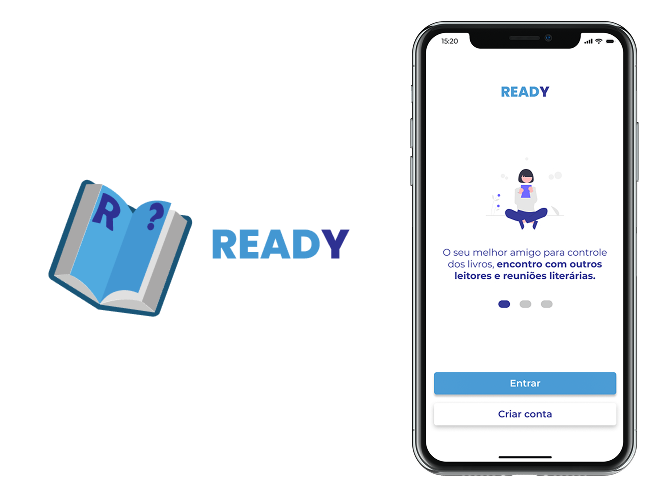 R ?
READY
15:20
READY
O seu melhor amigo para controle
dos livros, encontro com outros
leitores e reuniões literárias.
Entrar
Criar conta